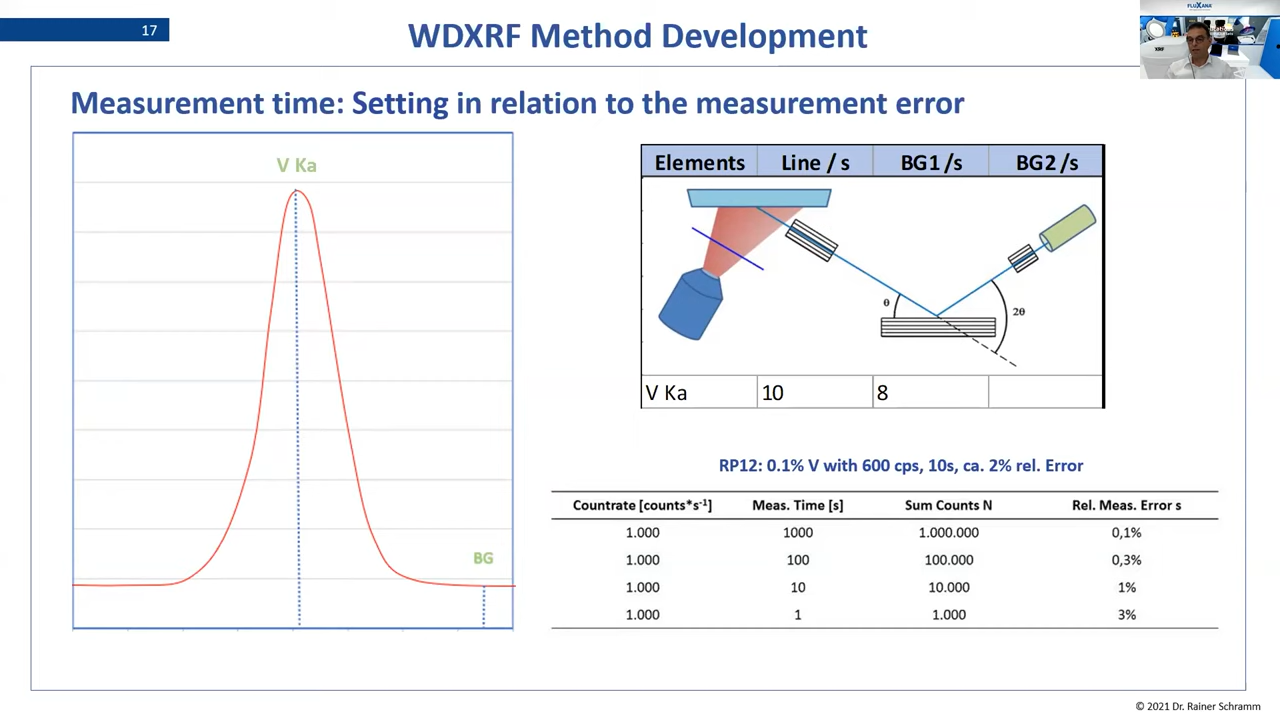 17
WDXRF Method Development
FLUXANA
XRF
Measurement time: Setting in relation to the measurement error
V Ka
BG
Elements Line / s BG1 /s BG2 /s
θ
2θ
V Ka 10 8
RP12: 0.1% V with 600 cps, 10s, ca. 2% rel. Error
Countrate [counts*s⁻¹] Meas. Time [s] Sum Counts N Rel. Meas. Error s
1.000 1000 1.000.000 0,1%
1.000 100 100.000 0,3%
1.000 10 10.000 1%
1.000 1 1.000 3%
© 2021 Dr. Rainer Schramm